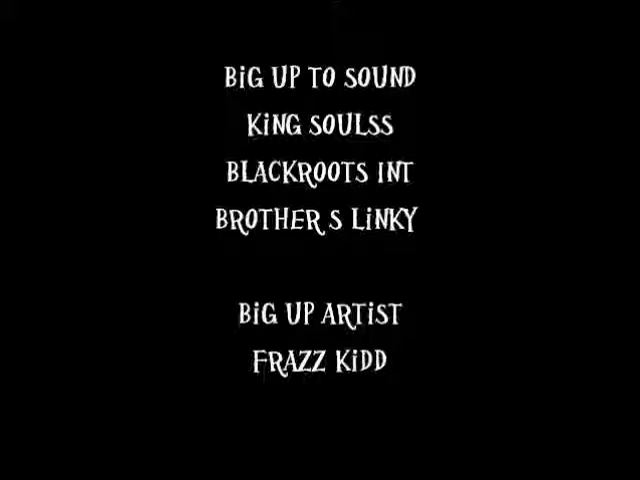 BiG UP TO SOUND
KiNG SOULSS
BLACKROOTS INT
BROTHER,S LiNKY
BiG UP ARTiST
FRAZZ KiDD